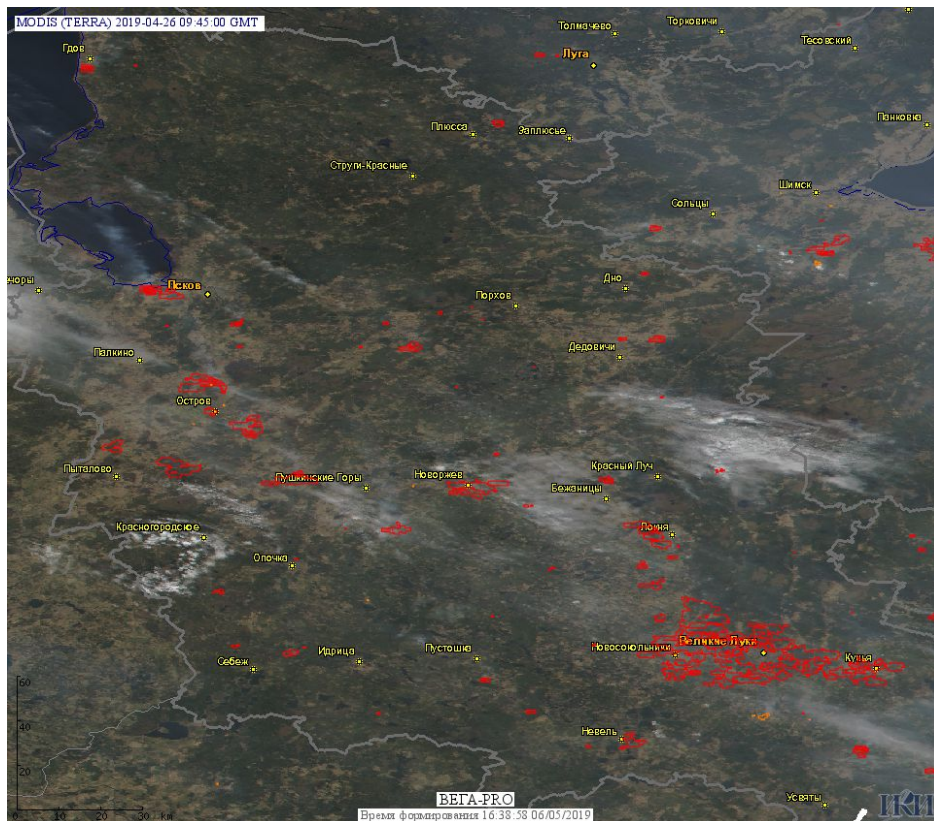 MODIS (TERRA) 2019-04-26 09:45:00 GMT
Толмачево
Торковичи
Тесовский
Гдов
Луга
Плюсса
Заплюсье
Панковка
Струги-Красные
Шимск
Сольцы
Дно
Псков
Порхов
Палкино
Дедовичи
Остров
Пыталово
Пушкинские Горы
Новоржев
Красный Луч
Бежаницы
Красногородское
Локня
Опочка
Себеж
Идрица
Пустошка
Новосокольники
Великие Луки
Кунья
60
40
20
Невель
Усвяты
10
30
km
ВЕГА-PRO
Время формирования 16:38:58 06/05/2019
ИКИ